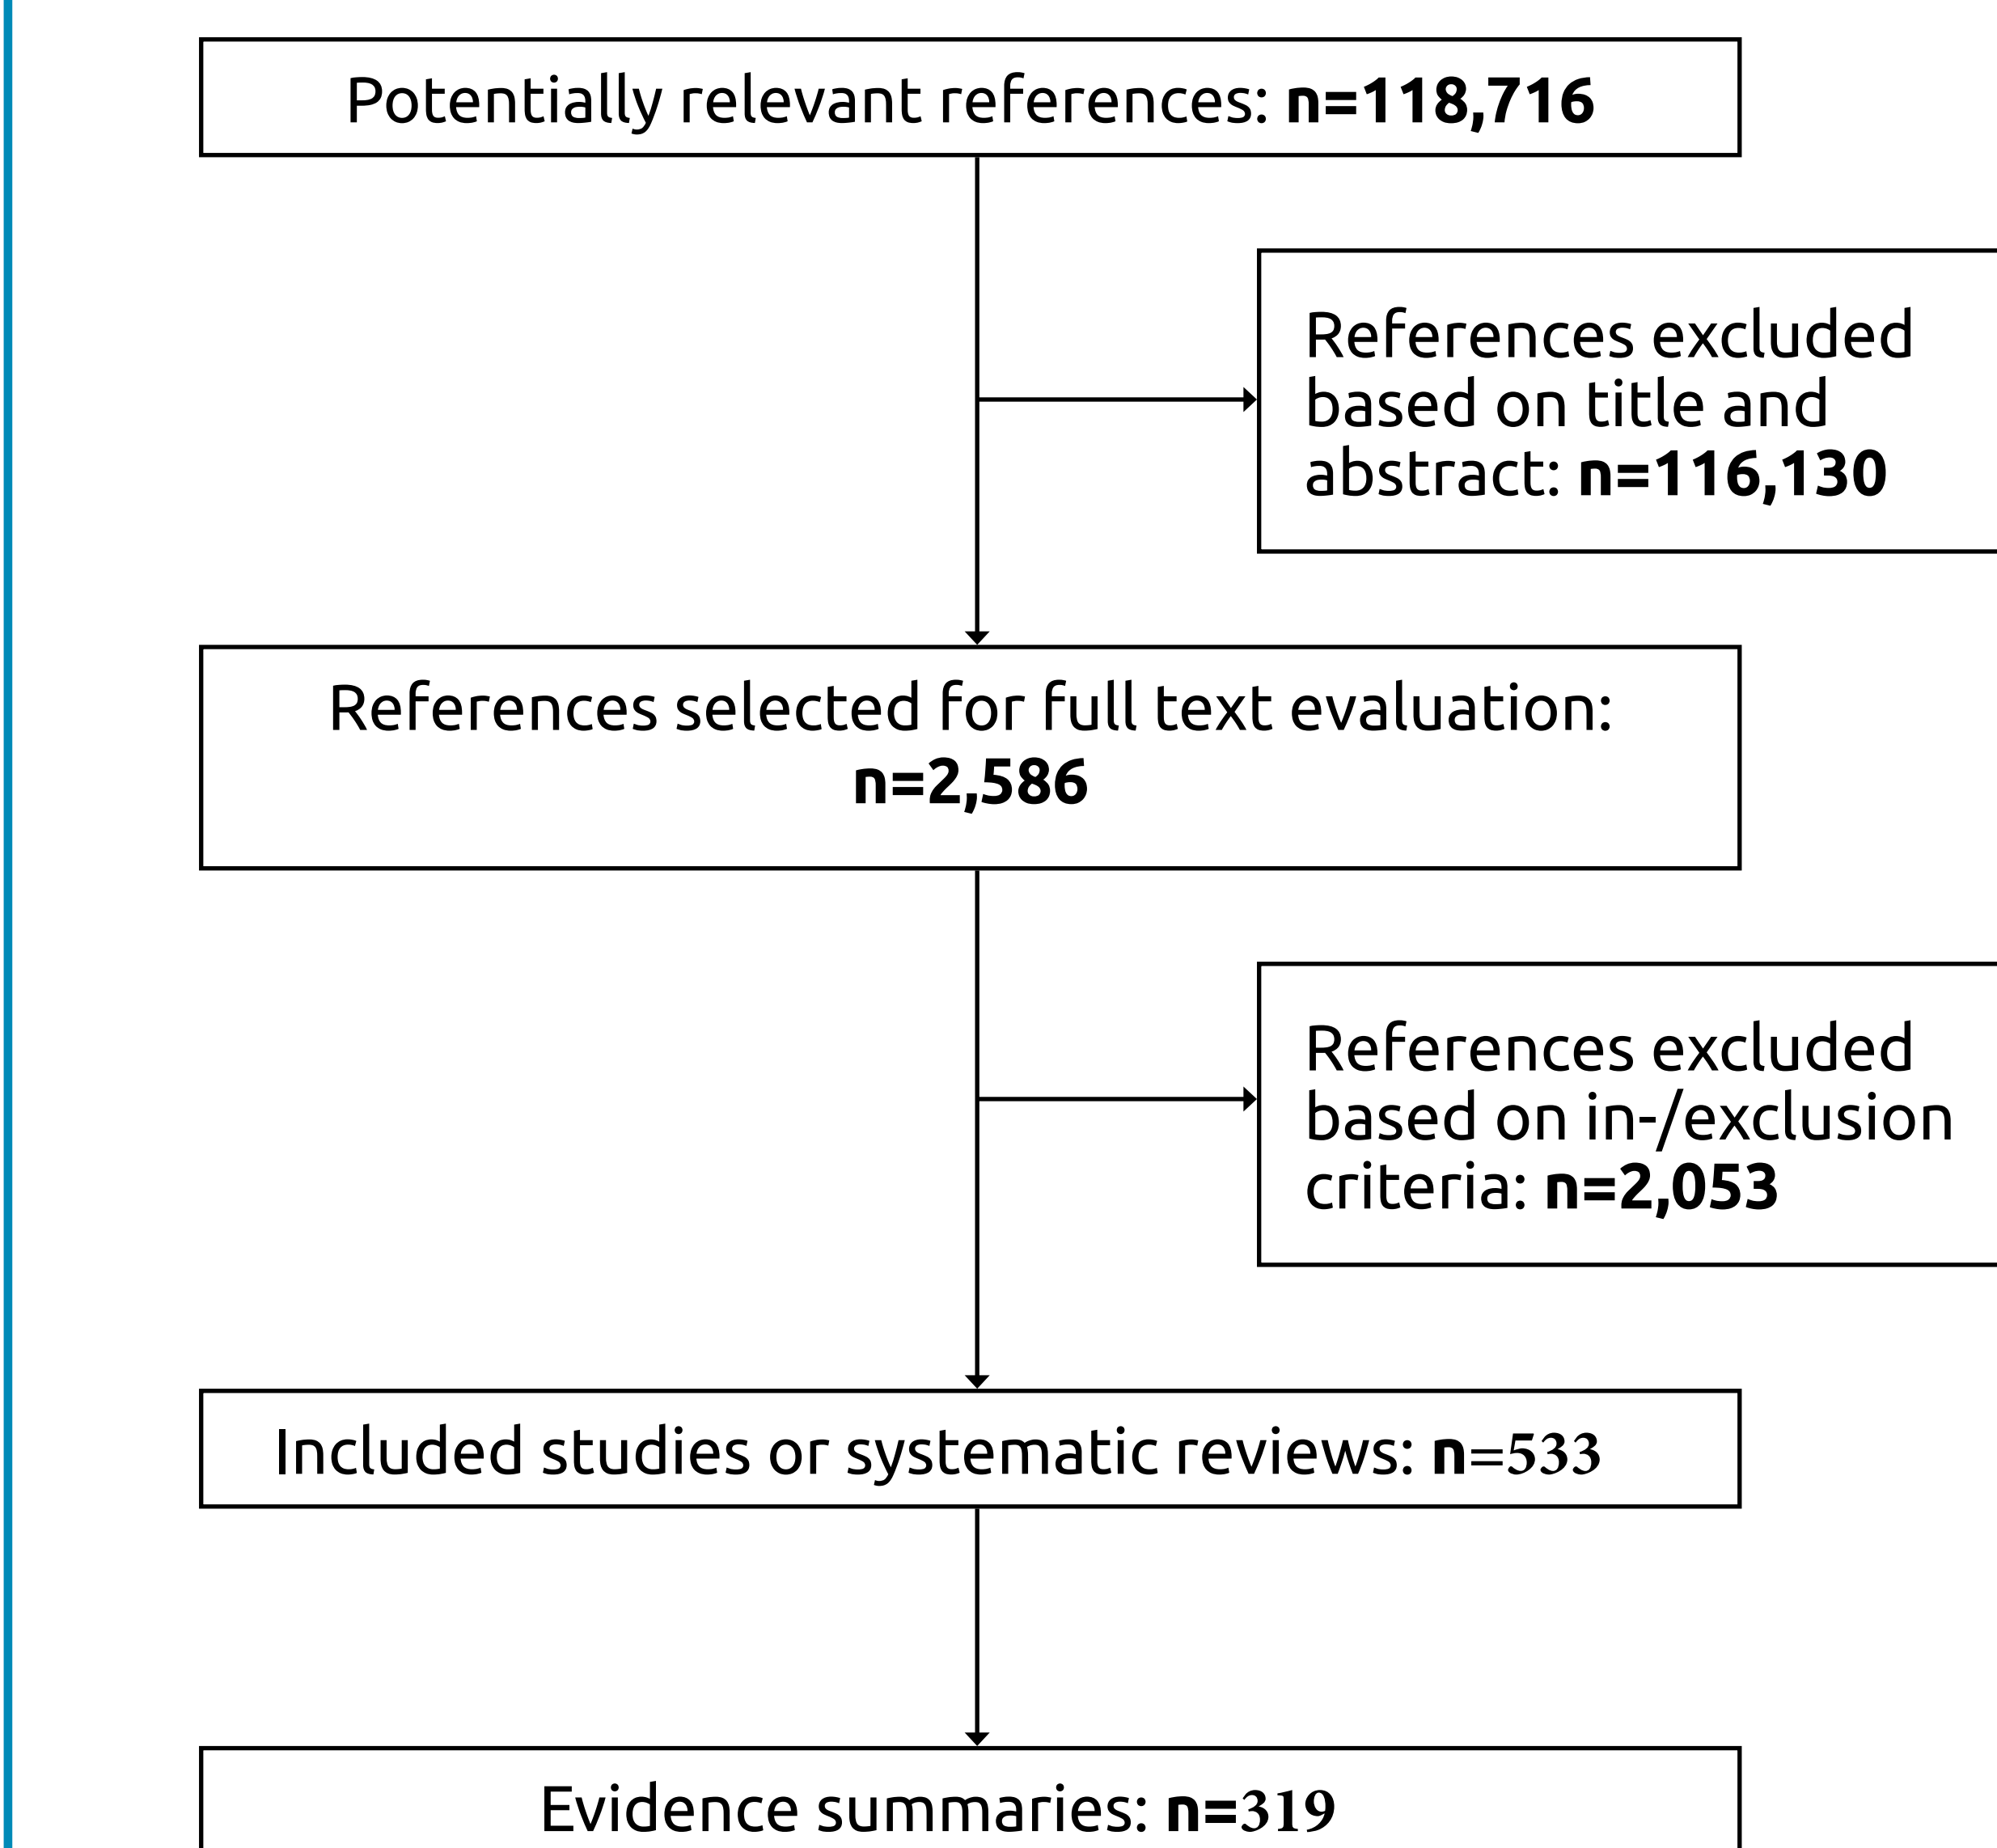 Potentially relevant references: n=118,716
References excluded
based on title and
abstract: n=116,130
References selected for full text evaluation:
n=2,586
References excluded
based on in-/exclusion
criteria: n=2,053
Included studies or systematic reviews: n=533
Evidence summaries: n=319